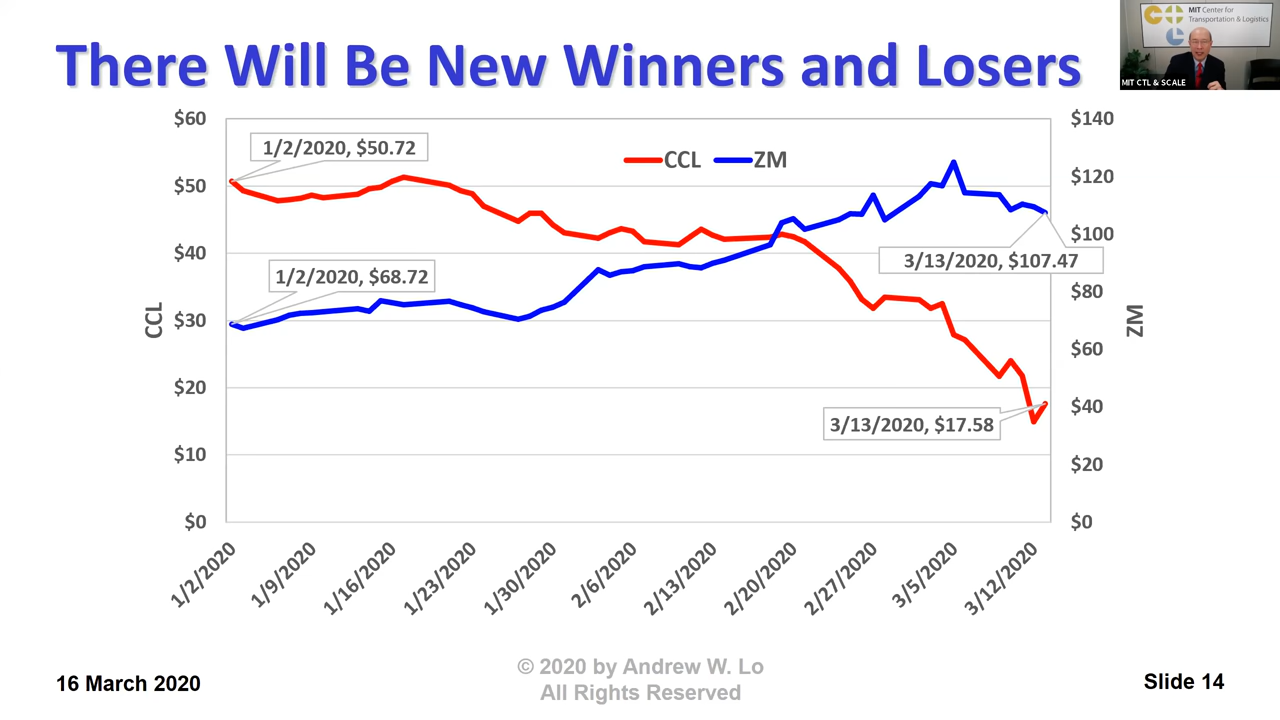 There Will Be New Winners and Losers
MIT Center for
Transportation & Logistics
MIT CTL & SCALE
$60
$50
$40
$30
$20
$10
$0
CCL
$140
$120
$100
$80
$60
$40
$20
$0
ZM
CCL
ZM
1/2/2020, $50.72
1/2/2020, $68.72
3/13/2020, $107.47
3/13/2020, $17.58
1/2/2020
1/9/2020
1/16/2020
1/23/2020
1/30/2020
2/6/2020
2/13/2020
2/20/2020
2/27/2020
3/5/2020
3/12/2020
16 March 2020
© 2020 by Andrew W. Lo
All Rights Reserved
Slide 14